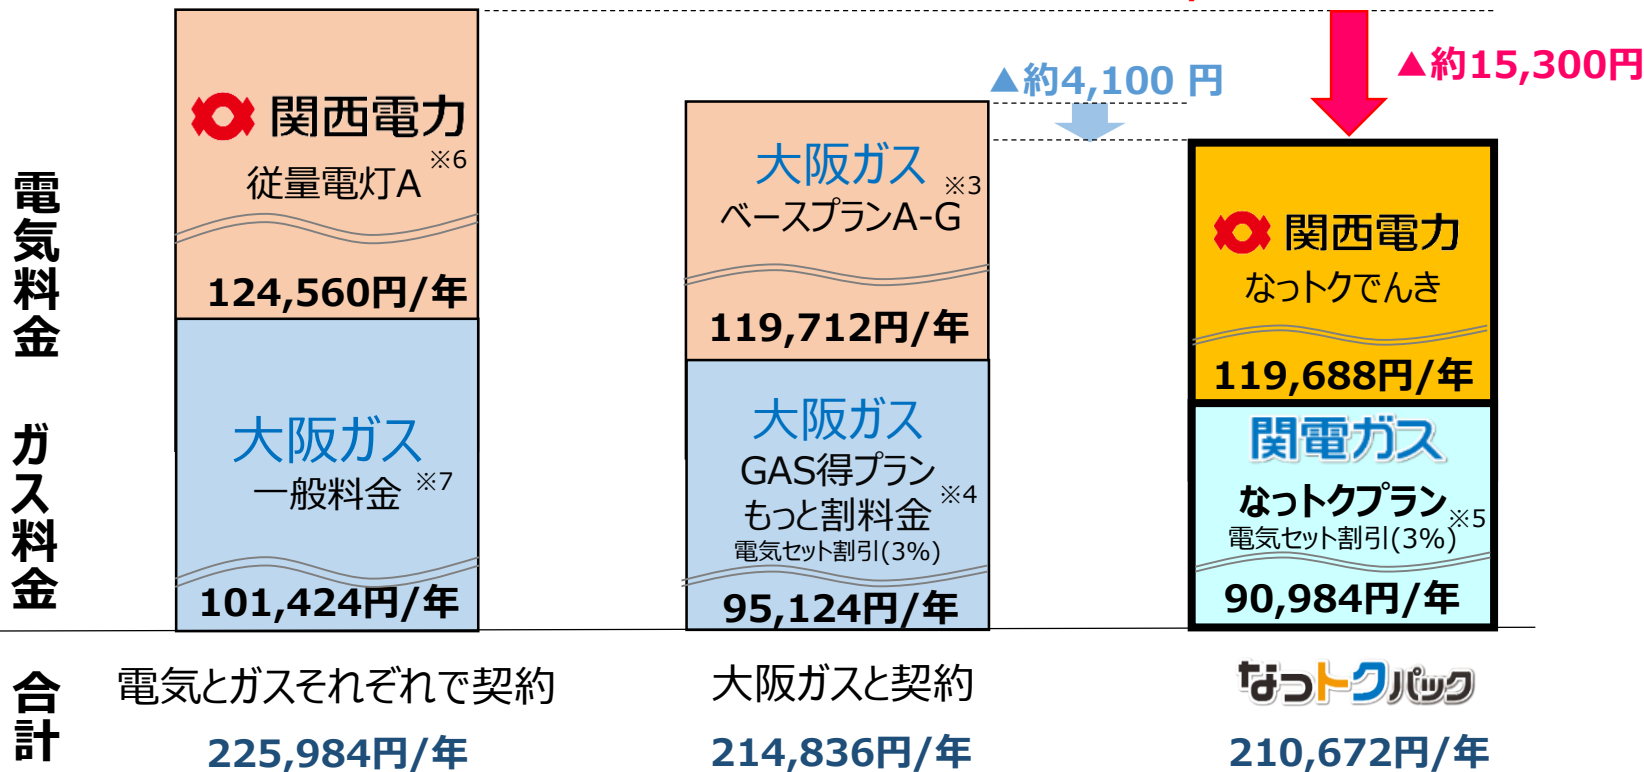 ▲約15,300円
▲約4,100 円
電気料金
関西電力
従量電灯A ※6
124,560円/年
大阪ガス
ベースプランA-G ※3
119,712円/年
関西電力
なっトクでんき
119,688円/年
ガス料金
大阪ガス
一般料金 ※7
101,424円/年
大阪ガス
GAS得プラン
もっと割料金 ※4
電気セット割引(3%)
95,124円/年
関電ガス
なっトクプラン ※5
電気セット割引(3%)
90,984円/年
合計
電気とガスそれぞれで契約
225,984円/年
大阪ガスと契約
214,836円/年
なっトクパック
210,672円/年